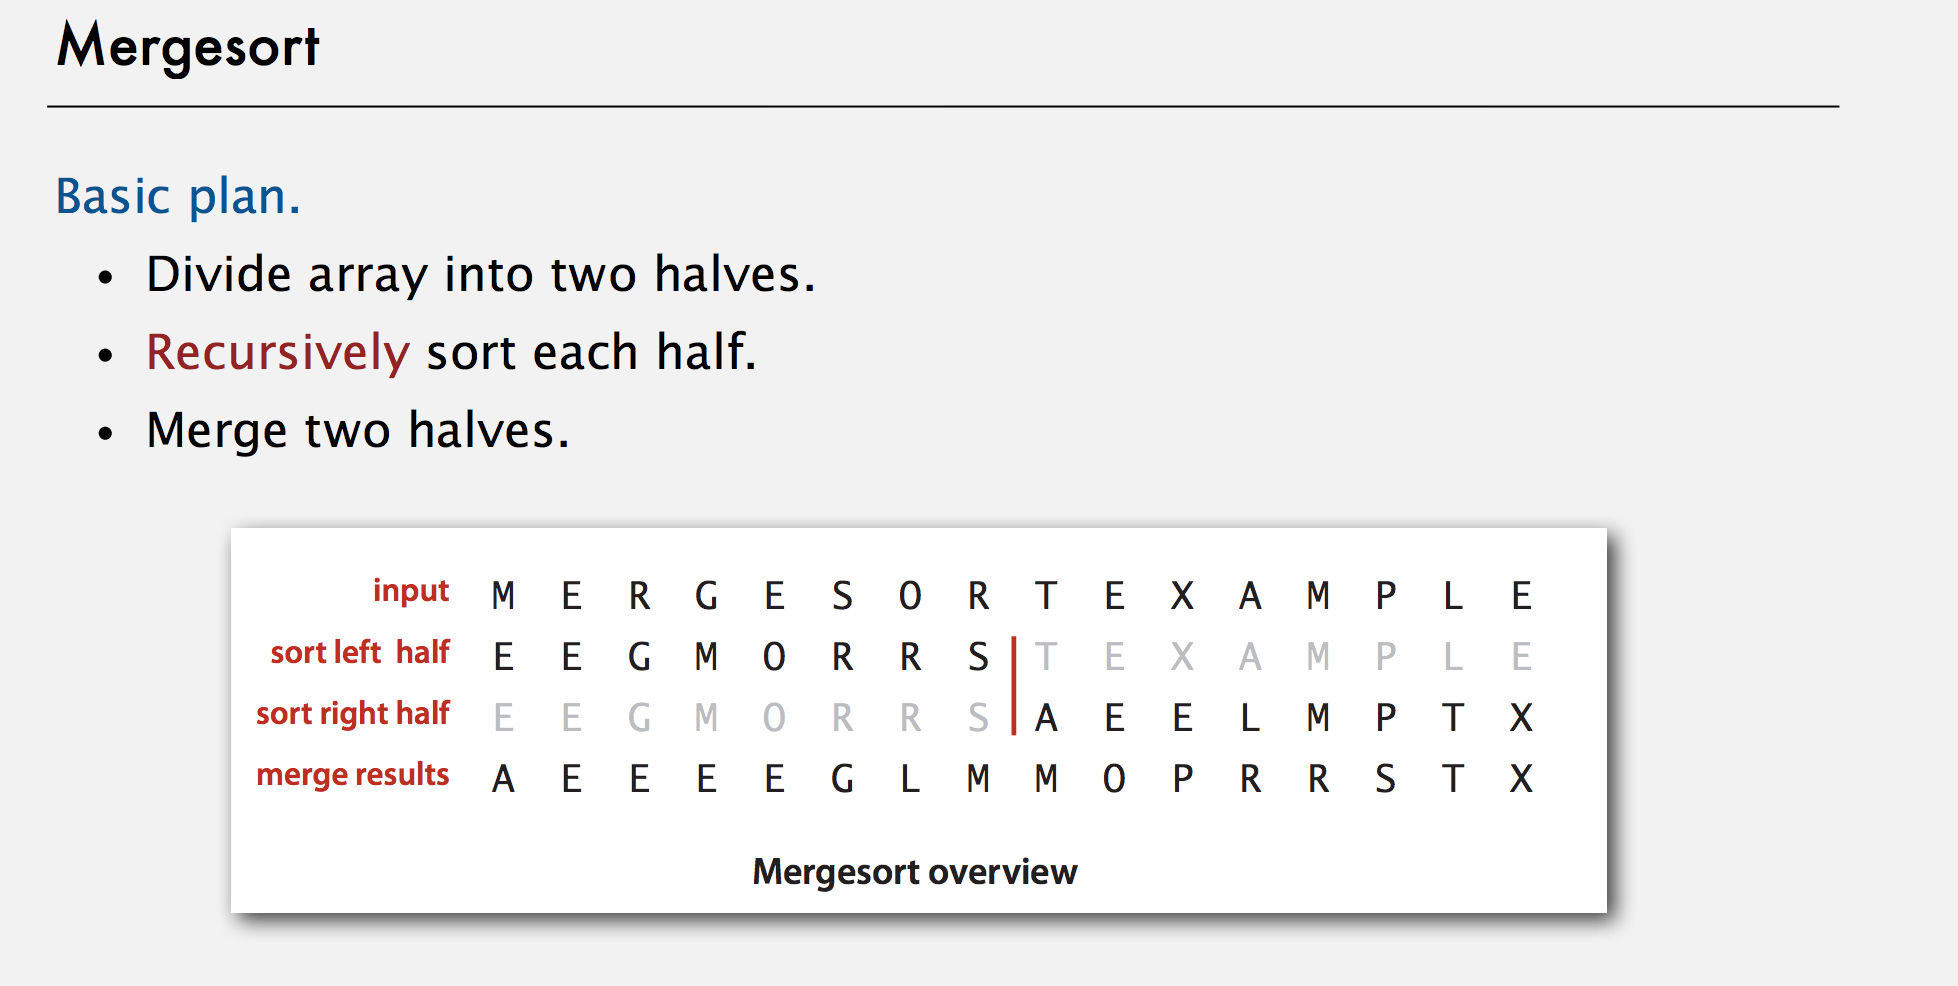 Mergesort
Basic plan.
• Divide array into two halves.
• Recursively sort each half.
• Merge two halves.
input M E R G E S O R T E X A M P L E
sort left half E E G M O R R S T E X A M P L E
sort right half E E G M O R R S A E E L M P T X
merge results A E E E E G L M M O P R R S T X
Mergesort overview